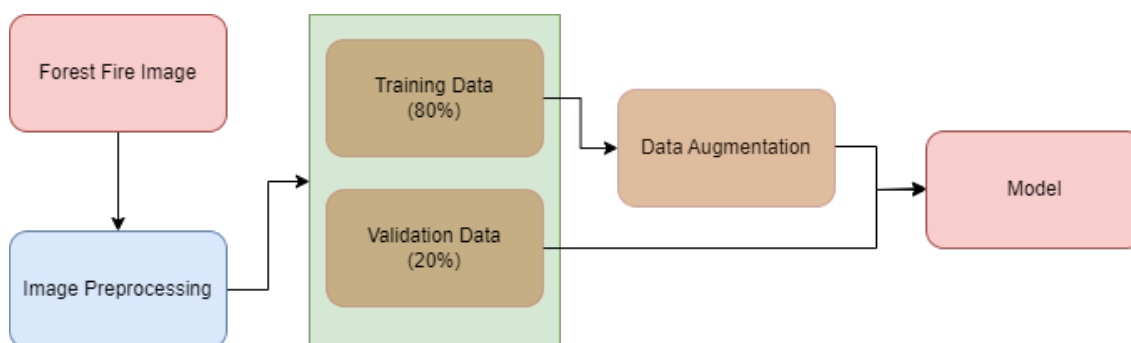 Forest Fire Image
Image Preprocessing
Training Data
(80%)
Validation Data
(20%)
Data Augmentation
Model